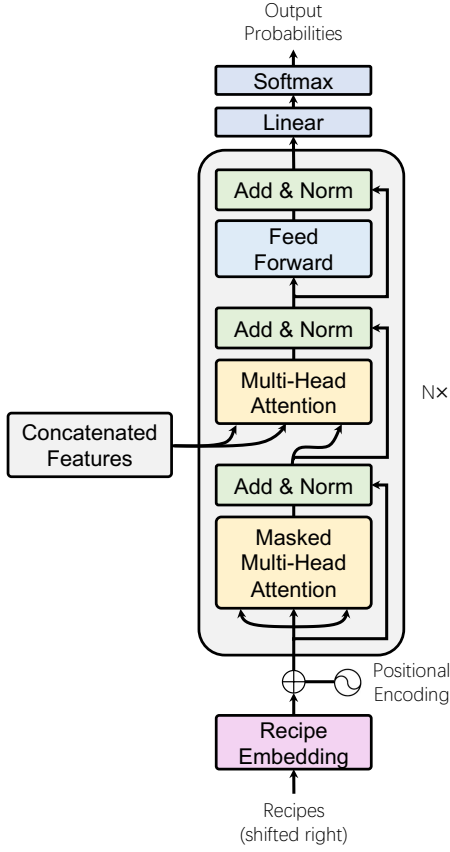 Output
Probabilities
Softmax
Linear
Add & Norm
Feed
Forward
Add & Norm
Multi-Head
Attention
N×
Concatenated
Features
Add & Norm
Masked
Multi-Head
Attention
Positional
Encoding
Recipe
Embedding
Recipes
(shifted right)